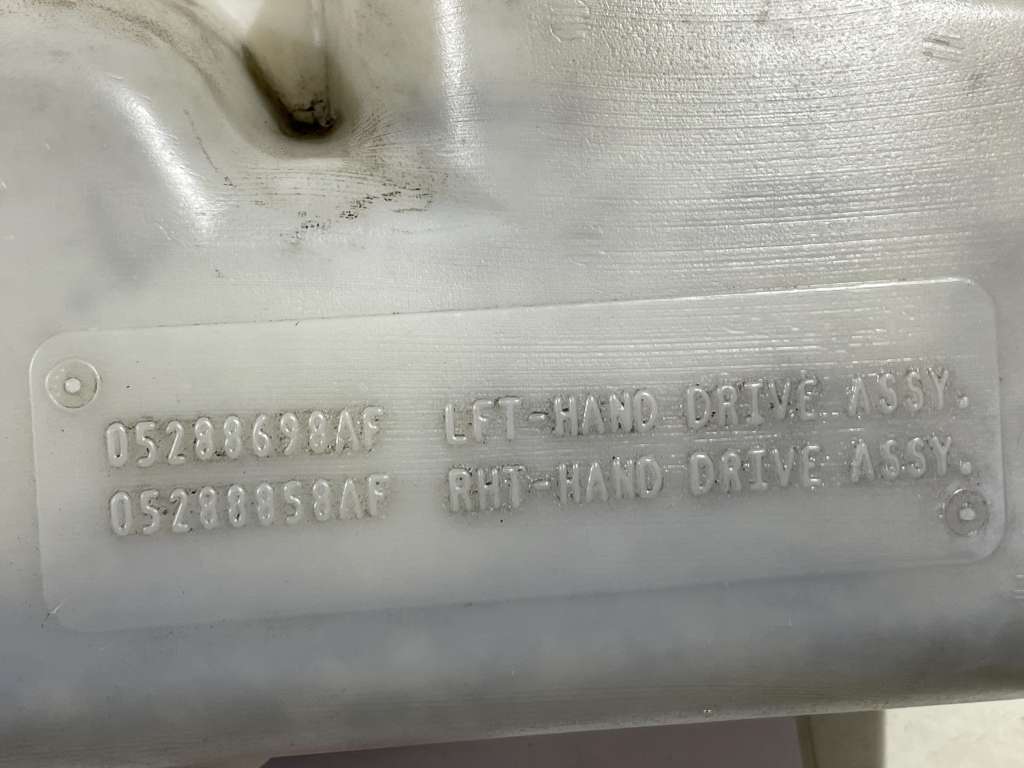 05288698AF LFT-HAND DRIVE ASSY.
05288858AF RHT-HAND DRIVE ASSY.